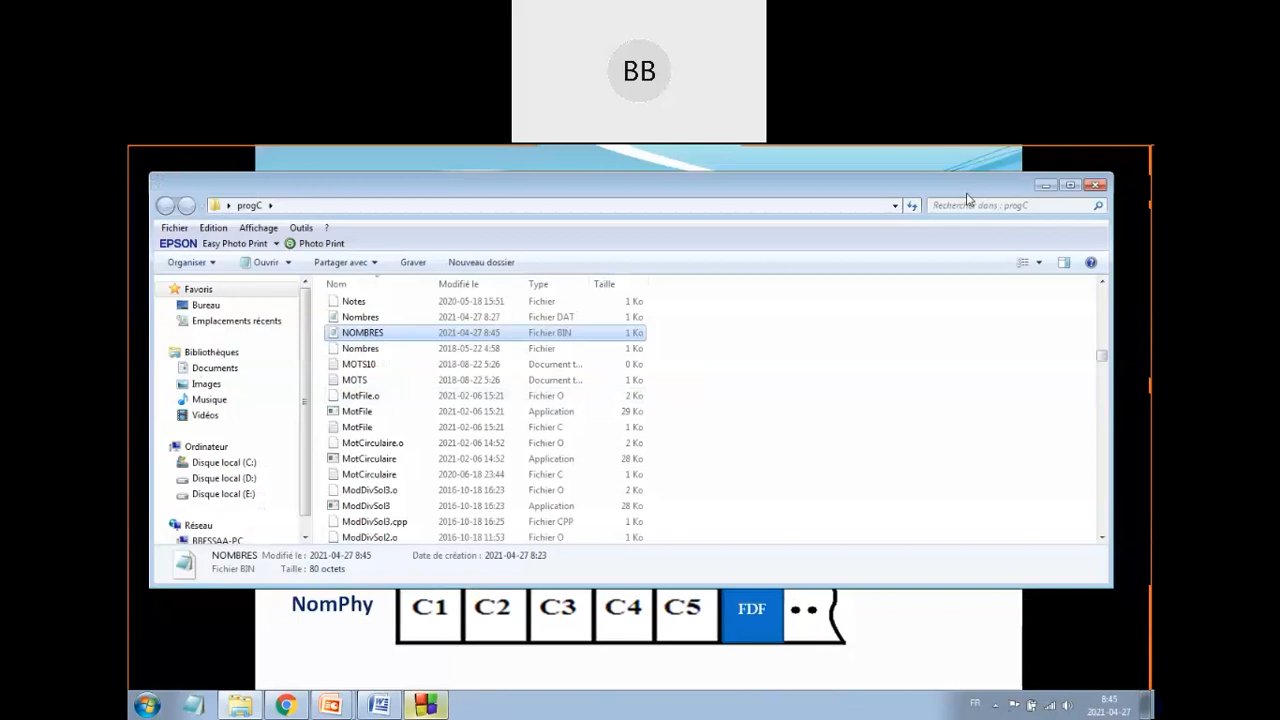 BB
progC
Rechercher dans : progC
Fichier Edition Affichage Outils ?
EPSON Easy Photo Print Photo Print
Organiser Ouvrir Partager avec Graver Nouveau dossier
Favoris
Bureau
Emplacements récents
Bibliothèques
Documents
Images
Musique
Vidéos
Ordinateur
Disque local (C:)
Disque local (D:)
Disque local (E:)
Réseau
BRESSAA-PC
Nom Modifié le Type Taille
Notes 2020-05-18 15:51 Fichier 1 Ko
Nombres 2021-04-27 8:27 Fichier DAT 1 Ko
NOMBRES 2021-04-27 8:45 Fichier BIN 1 Ko
Nombres 2018-05-22 4:58 Fichier 1 Ko
MOTS10 2018-08-22 5:26 Document t... 0 Ko
MOTS 2018-08-22 5:26 Document t... 1 Ko
MotFile.o 2021-02-06 15:21 Fichier O 2 Ko
MotFile 2021-02-06 15:21 Application 29 Ko
MotFile 2021-02-06 15:21 Fichier C 1 Ko
MotCirculaire.o 2021-02-06 14:52 Fichier O 2 Ko
MotCirculaire 2021-02-06 14:52 Application 28 Ko
MotCirculaire 2020-06-18 23:44 Fichier C 1 Ko
ModDivSol3.o 2016-10-18 16:23 Fichier O 2 Ko
ModDivSol3 2016-10-18 16:23 Application 28 Ko
ModDivSol3.cpp 2016-10-18 16:25 Fichier CPP 1 Ko
ModDivSol2.o 2016-10-18 11:53 Fichier O 2 Ko
NOMBRES Modifié le : 2021-04-27 8:45 Date de création : 2021-04-27 8:23
Fichier BIN Taille : 80 octets
NomPhy C1 C2 C3 C4 C5 FDF ••
FR
8:45
2021-04-27